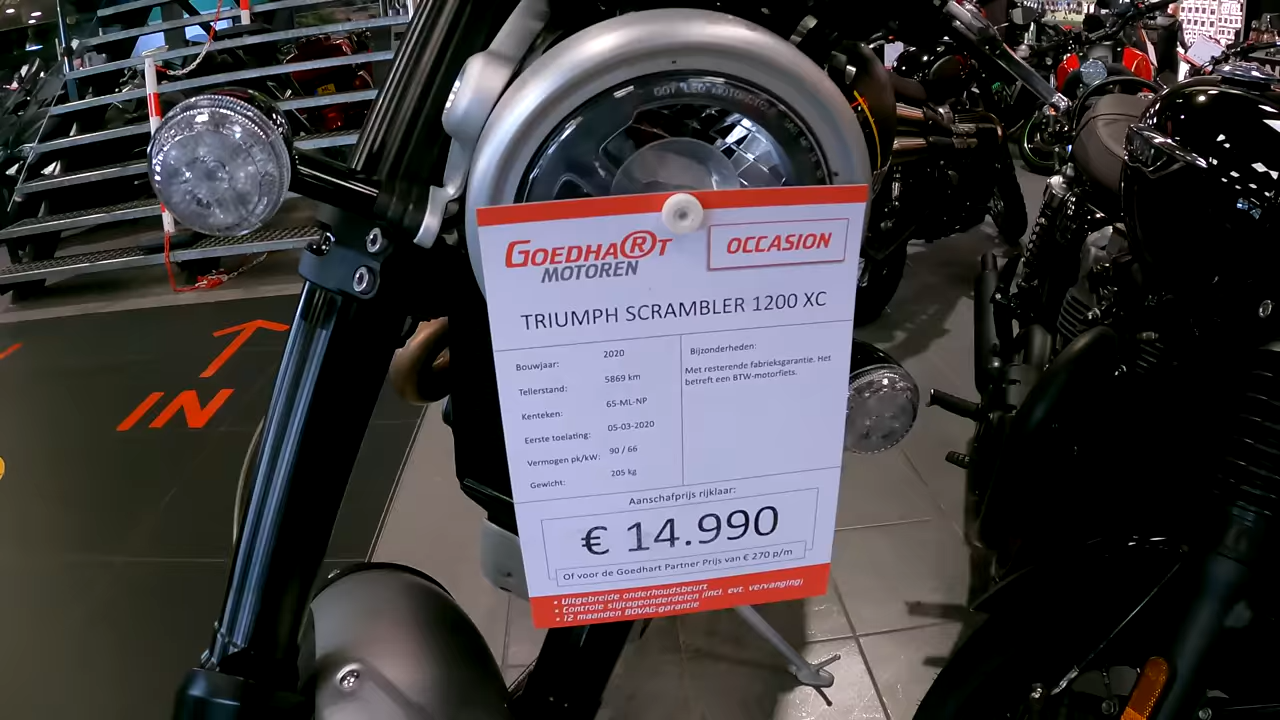 GOEDHA®T
MOTOREN
OCCASION
TRIUMPH SCRAMBLER 1200 XC
Bouwjaar: 2020
Tellerstand: 5869 km
Kenteken: 65-ML-NP
Eerste toelating: 05-03-2020
Vermogen pk/kW: 90 / 66
Gewicht: 205 kg
Bijzonderheden:
Met resterende fabrieksgarantie. Het
betreft een BTW-motorfiets.
Aanschafprijs rijklaar:
€ 14.990
Of voor de Goedhart Partner Prijs van € 270 p/m
• Uitgebreide onderhoudsbeurt
• Controle slijtageonderdelen (incl. evt. vervanging)
• 12 maanden BOVAG-garantie
IN